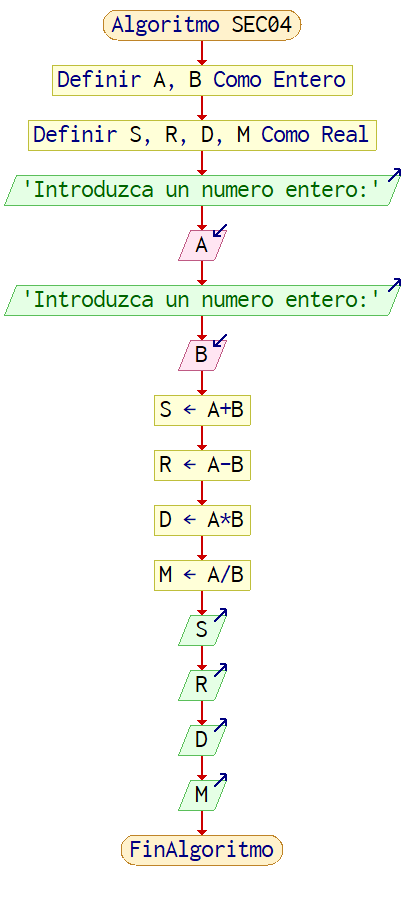 Algoritmo SEC04
Definir A, B Como Entero
Definir S, R, D, M Como Real
'Introduzca un numero entero:'
A
'Introduzca un numero entero:'
B
S ← A+B
R ← A-B
D ← A*B
M ← A/B
S
R
D
M
FinAlgoritmo